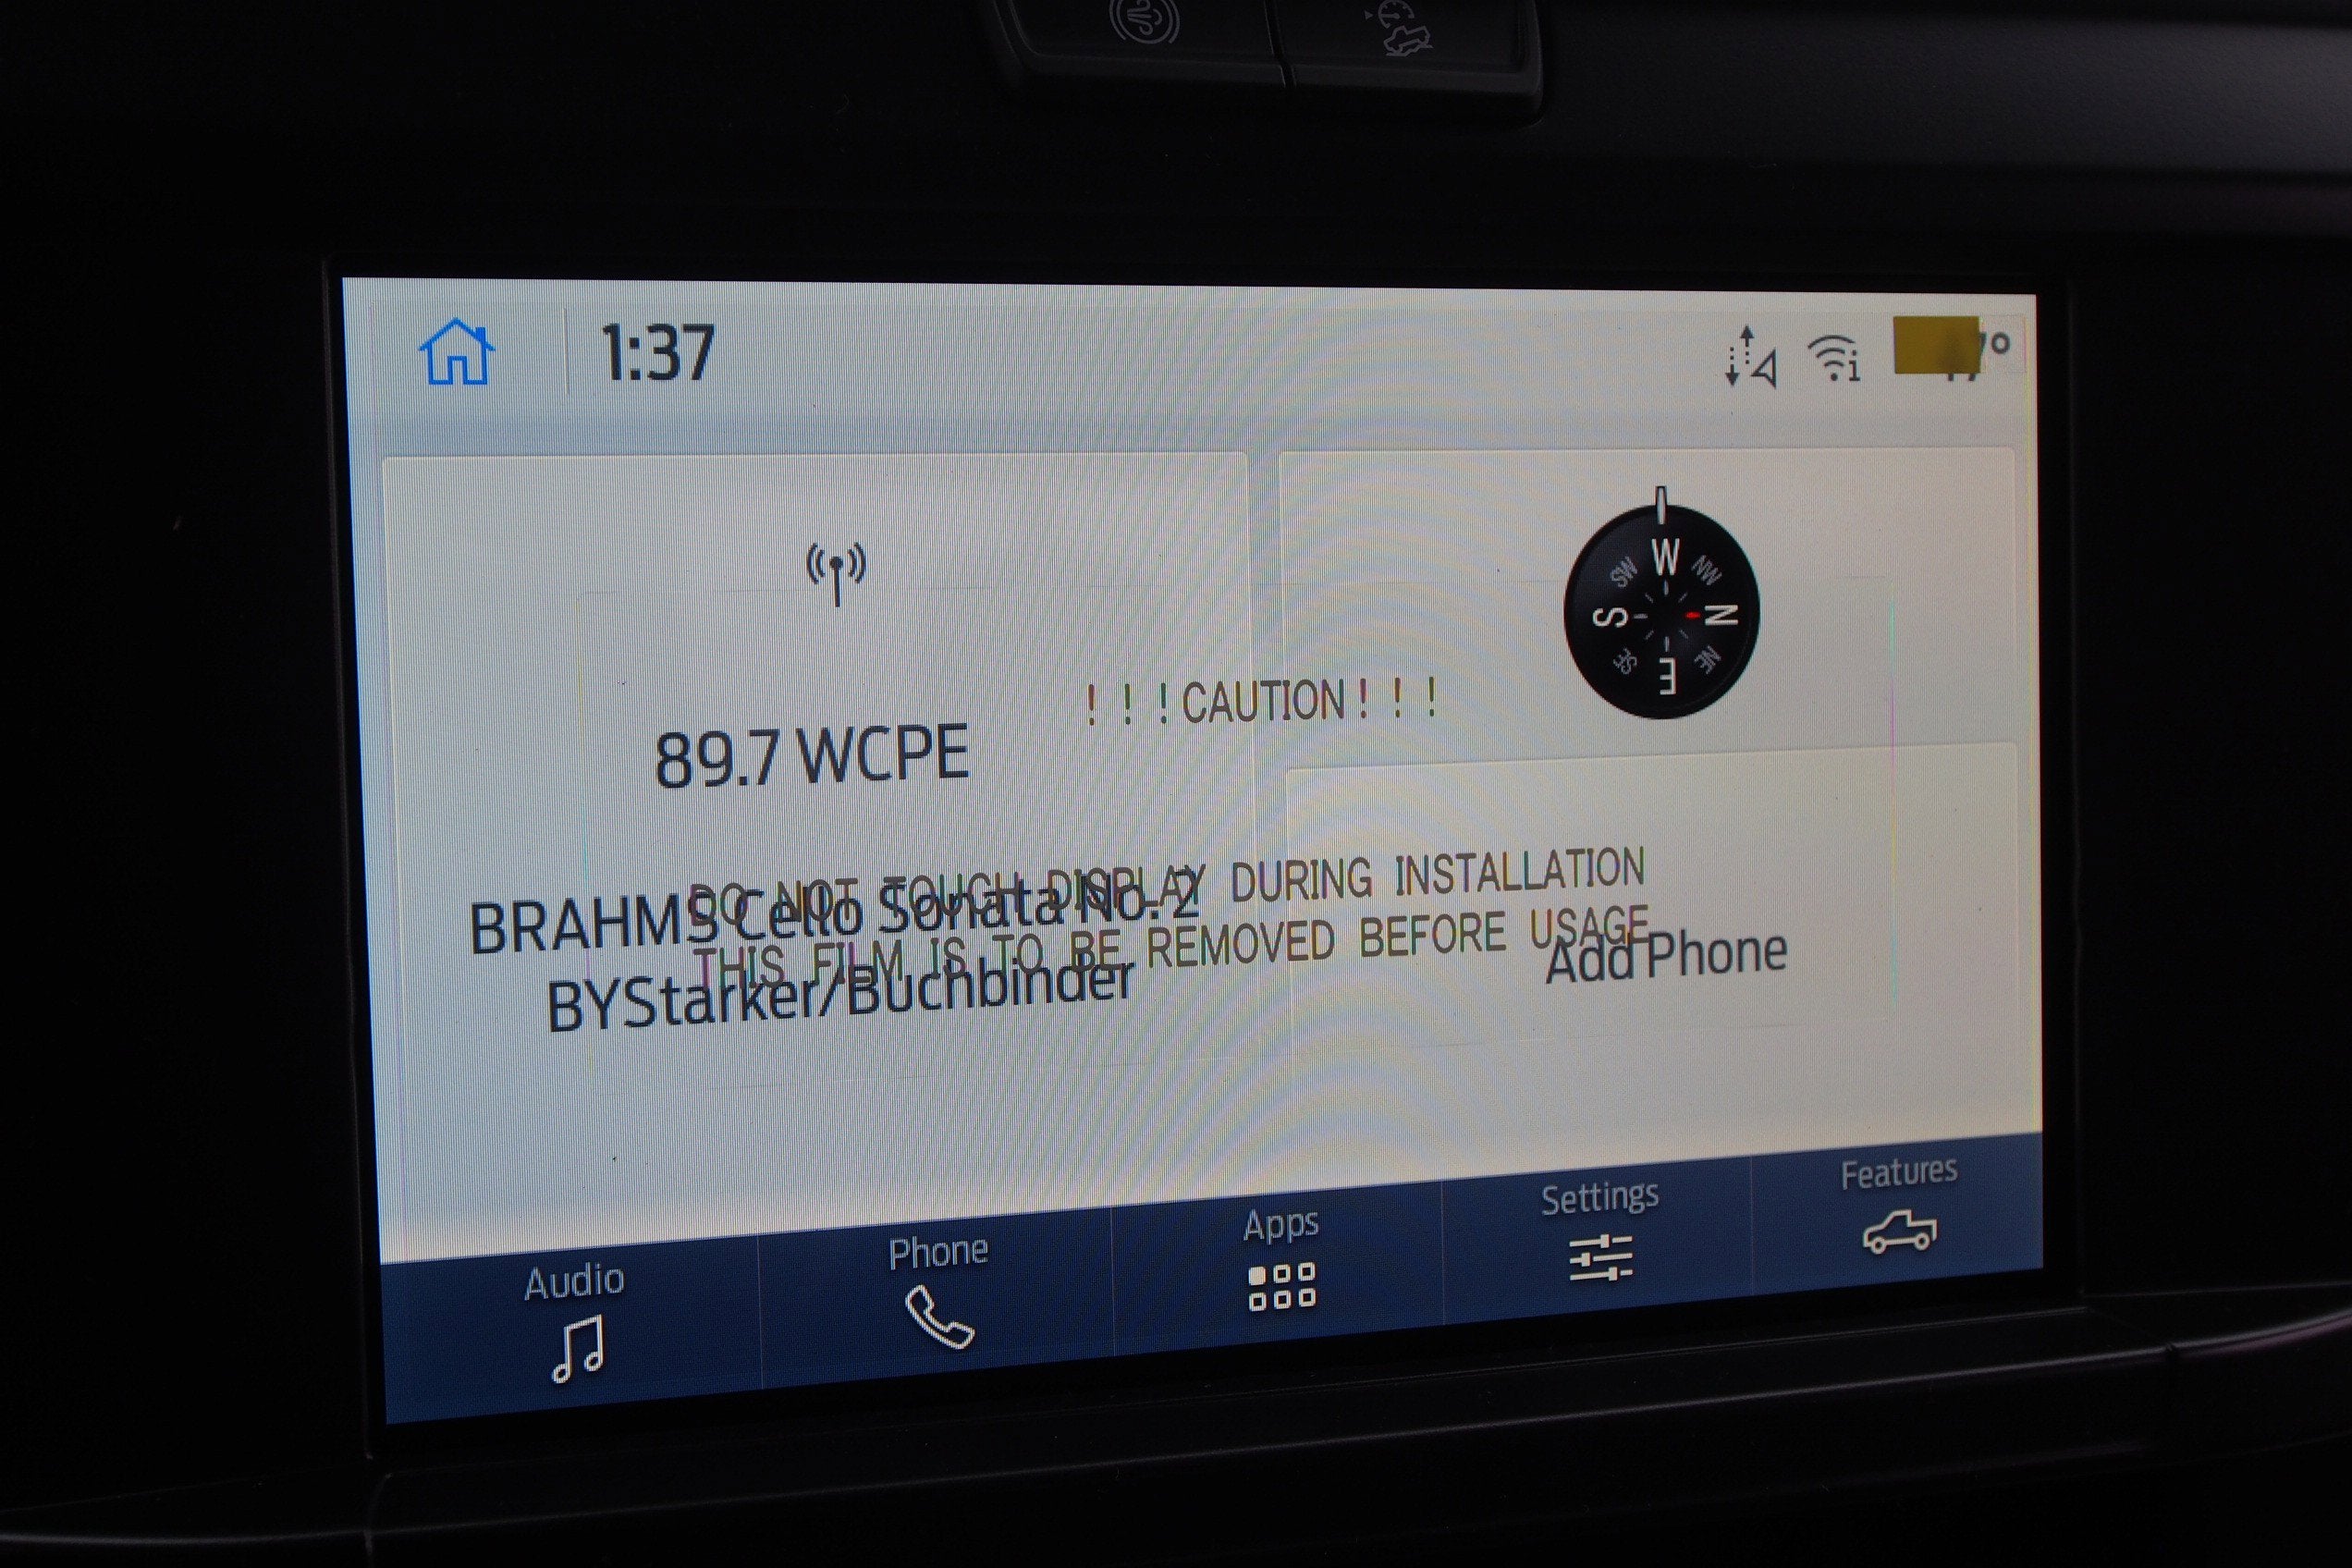 1:37
W
NW
N
NE
E
SE
S
SW
! ! ! CAUTION ! ! !
89.7 WCPE
DO NOT TOUCH DISPLAY DURING INSTALLATION
BRAHMS Cello Sonata No. 2
THIS FILM IS TO BE REMOVED BEFORE USAGE
BYStarker/Buchbinder
Add Phone
Audio
Phone
Apps
Settings
Features